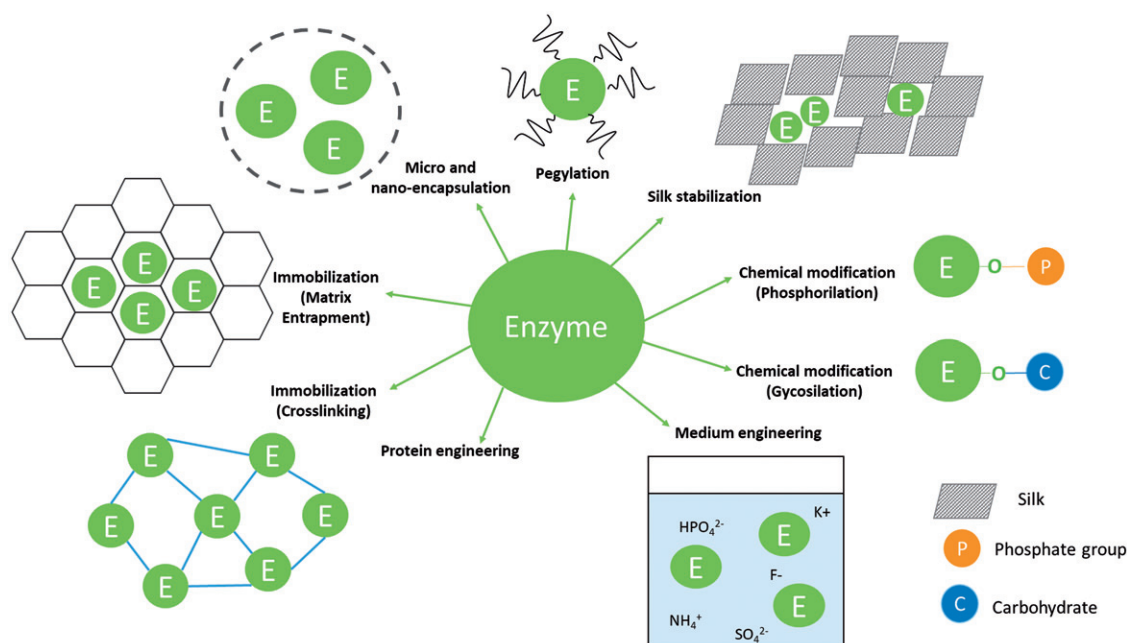 E
E
E
E
E
E
E
Micro and
nano-encapsulation
Pegylation
Silk stabilization
E
E
E
E
Immobilization
(Matrix
Entrapment)
Enzyme
Chemical modification
(Phosphorilation)
E
O
P
Chemical modification
(Gycosilation)
E
O
C
Immobilization
(Crosslinking)
Protein engineering
Medium engineering
E
E
E
E
E
E
E
K+
HPO₄²⁻
E
E
F-
E
NH₄⁺
SO₄²⁻
Silk
P
Phosphate group
C
Carbohydrate